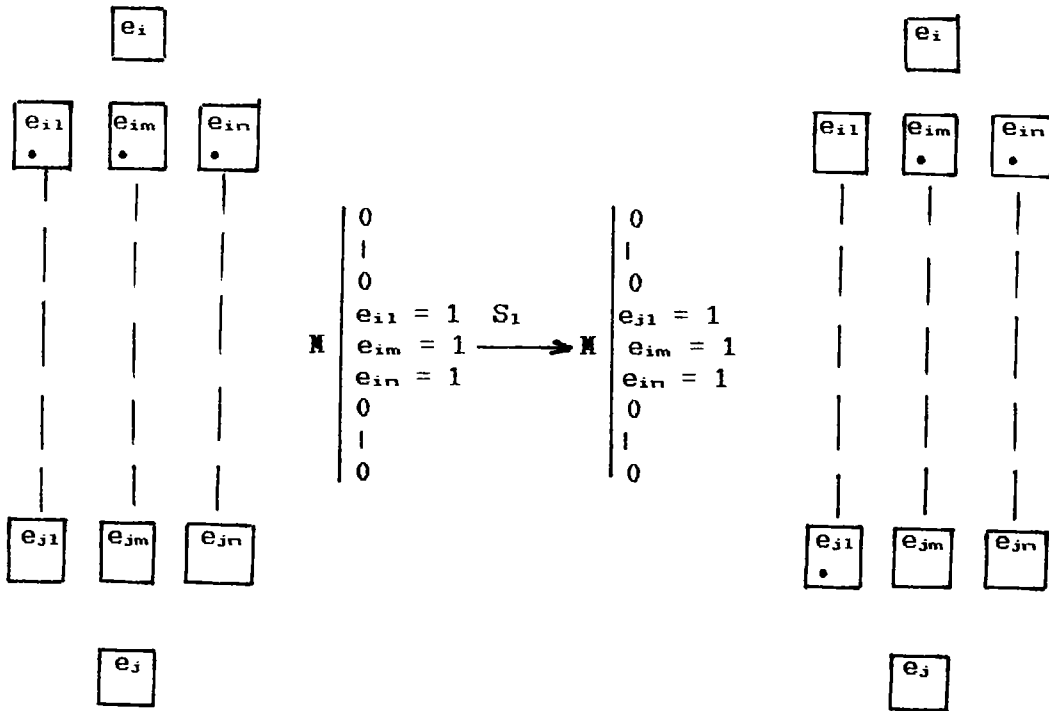 eᵢ
eᵢ₁ eᵢₘ eᵢₙ
M | 0
|
0
eᵢ₁ = 1
eᵢₘ = 1
eᵢₙ = 1
0
|
0
S₁
M | 0
|
0
eⱼ₁ = 1
eᵢₘ = 1
eᵢₙ = 1
0
|
0
eⱼ₁ eⱼₘ eⱼₙ
eⱼ
eᵢ
eᵢ₁ eᵢₘ eᵢₙ
eⱼ₁ eⱼₘ eⱼₙ
eⱼ